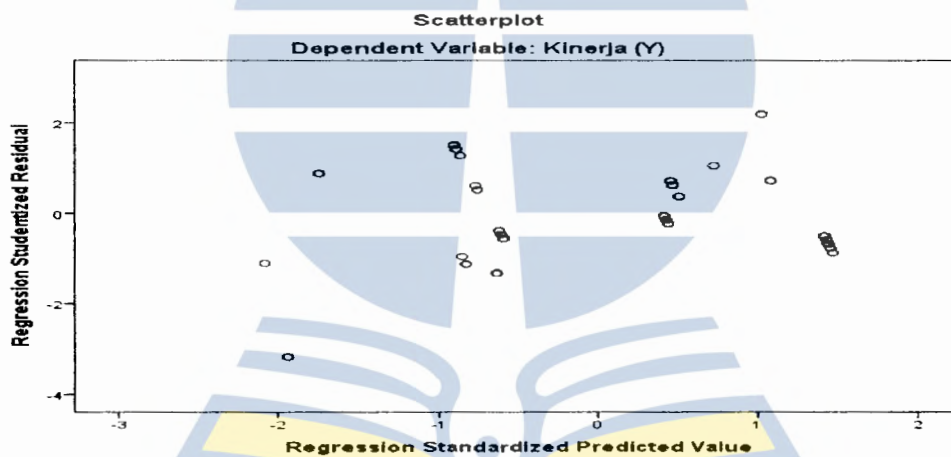 Scatterplot
Dependent Variable: Kinerja (Y)
Regression Studentized Residual
2
0
-2
-4
-3
-2
-1
0
1
2
Regression Standardized Predicted Value